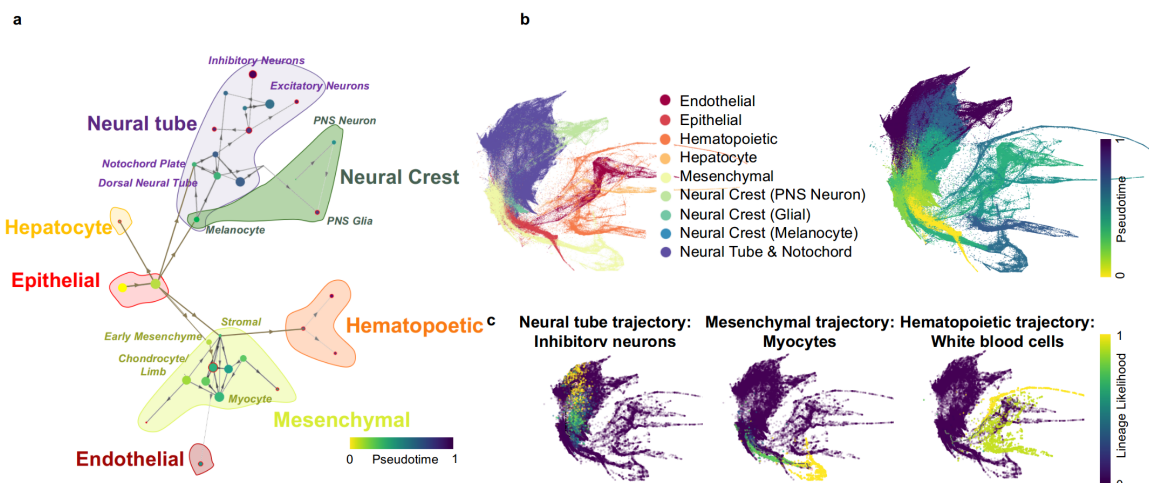 a
b
Inhibitory Neurons
Excitatory Neurons
PNS Neuron
Neural tube
Notochord Plate
Dorsal Neural Tube
Neural Crest
PNS Glia
Melanocyte
Hepatocyte
Epithelial
Stromal
Early Mesenchyme
Chondrocyte/
Limb
Myocyte
Hematopoetic
Mesenchymal
Endothelial
0 Pseudotime 1
Endothelial
Epithelial
Hematopoietic
Hepatocyte
Mesenchymal
Neural Crest (PNS Neuron)
Neural Crest (Glial)
Neural Crest (Melanocyte)
Neural Tube & Notochord
1
Pseudotime
0
c
Neural tube trajectory:
Inhibitory neurons
Mesenchymal trajectory:
Myocytes
Hematopoietic trajectory:
White blood cells
1
Lineage Likelihood